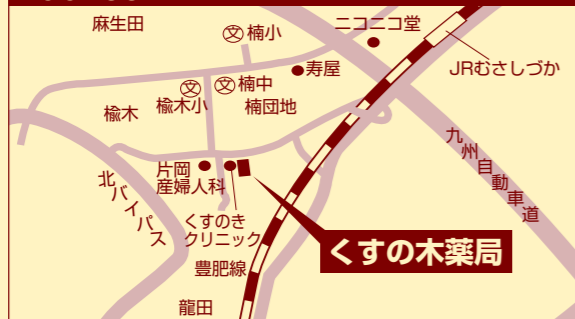 麻生田
文楠小
ニコニコ堂
JRむさしづか
寿屋
文
文楠中
楡木
楡木小
楠団地
九州自動車道
片岡
産婦人科
北バイパス
くすのき
クリニック
くすの木薬局
豊肥線
龍田